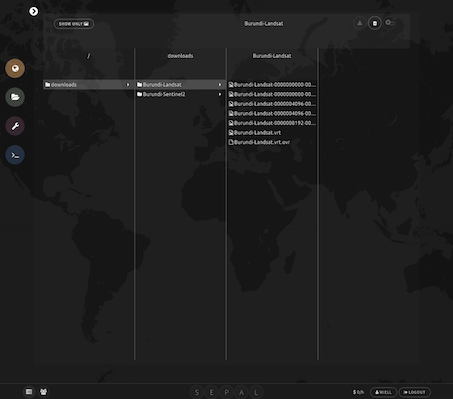 SHOW ONLY
Burundi-Landsat
/
downloads
Burundi-Landsat
downloads
Burundi-Landsat
Burundi-Sentinel2
Burundi-Landsat-0000000000-00...
Burundi-Landsat-0000000000-00...
Burundi-Landsat-0000004096-00...
Burundi-Landsat-0000004096-00...
Burundi-Landsat-0000008192-00...
Burundi-Landsat.vrt
Burundi-Landsat.vrt.ovr
S E P A L
$ 0/h
LOGOUT